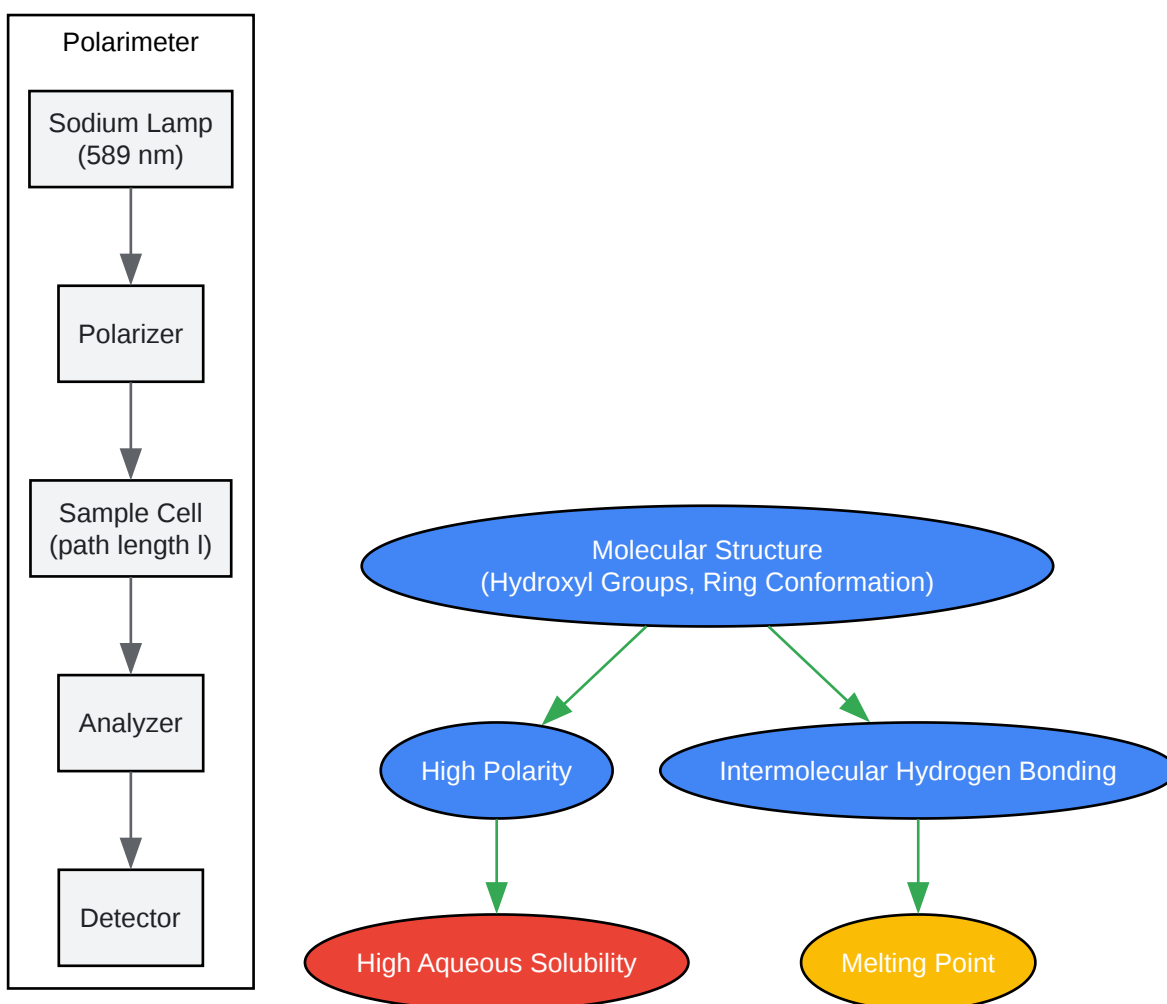 Polarimeter
Sodium Lamp
(589 nm)
Polarizer
Sample Cell
(path length l)
Analyzer
Detector
Molecular Structure
(Hydroxyl Groups, Ring Conformation)
High Polarity
Intermolecular Hydrogen Bonding
High Aqueous Solubility
Melting Point